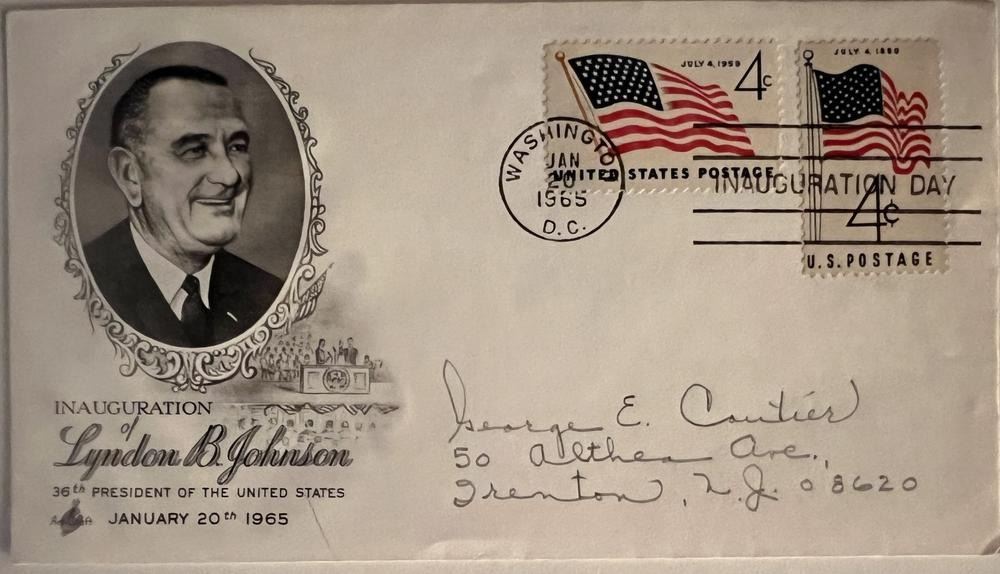 JULY 4, 1959
4c
UNITED STATES POSTAGE
JULY 4, 1960
4¢
U.S. POSTAGE
WASHINGTON
JAN
20
1965
D.C.
INAUGURATION DAY
INAUGURATION
of
Lyndon B. Johnson
36th PRESIDENT OF THE UNITED STATES
JANUARY 20th 1965
George E. Coutier
50 Althea Ave.,
Trenton, N.J. 08620